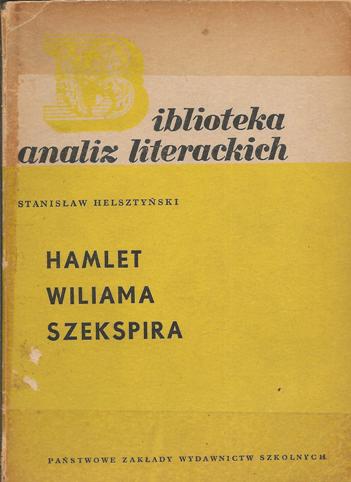 Biblioteka
analiz literackich
STANISŁAW HELSZTYŃSKI
HAMLET
WILIAMA
SZEKSPIRA
PAŃSTWOWE ZAKŁADY WYDAWNICTW SZKOLNYCH